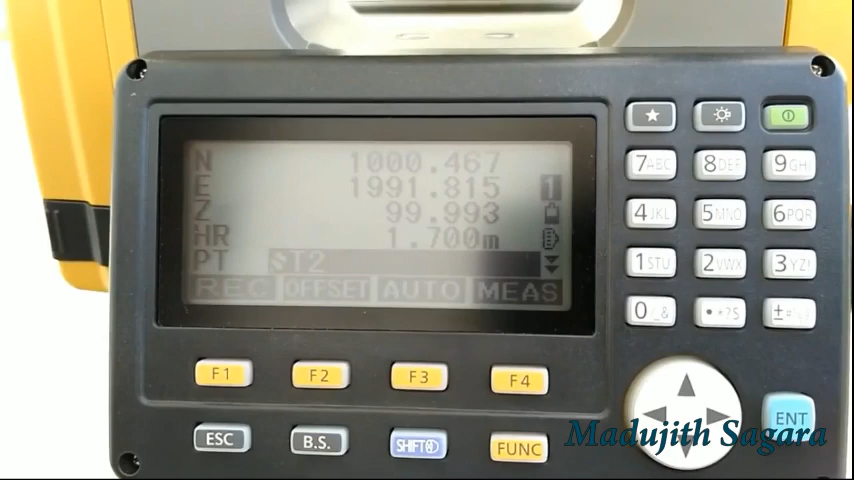 N 1000.467
E 1991.815 1
Z 99.993
HR 1.700m
PT ST2
REC OFFSET AUTO MEAS
7ABC 8DEF 9GHI
4JKL 5MNO 6PQR
1STU 2VWX 3YZ
0 _&
• *?$
F1 F2 F3 F4
ESC B.S. SHIFT FUNC ENT
Madujith Sagara